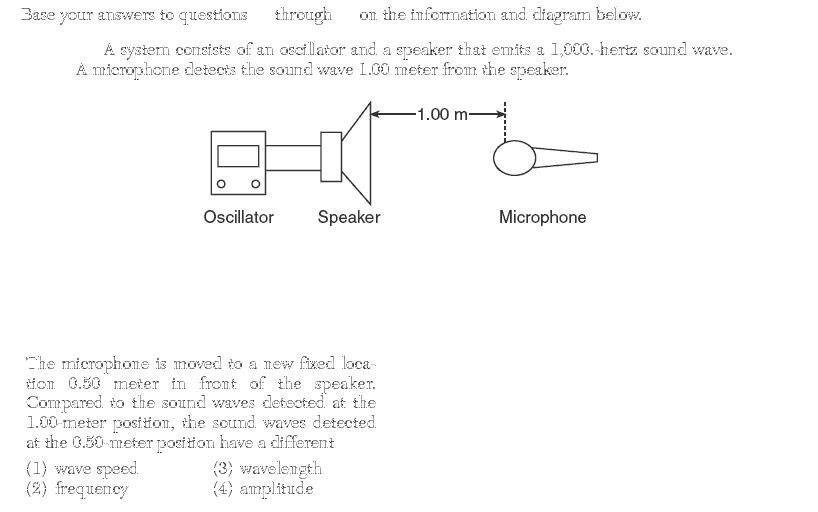 Base your answers to questions through on the information and diagram below.
A system consists of an oscillator and a speaker that emits a 1,000.-hertz sound wave.
A microphone detects the sound wave 1.00 meter from the speaker.
1.00 m
Oscillator Speaker Microphone
The microphone is moved to a new fixed loca-
tion 0.50 meter in front of the speaker.
Compared to the sound waves detected at the
1.00-meter position, the sound waves detected
at the 0.50-meter position have a different
(1) wave speed (3) wavelength
(2) frequency (4) amplitude